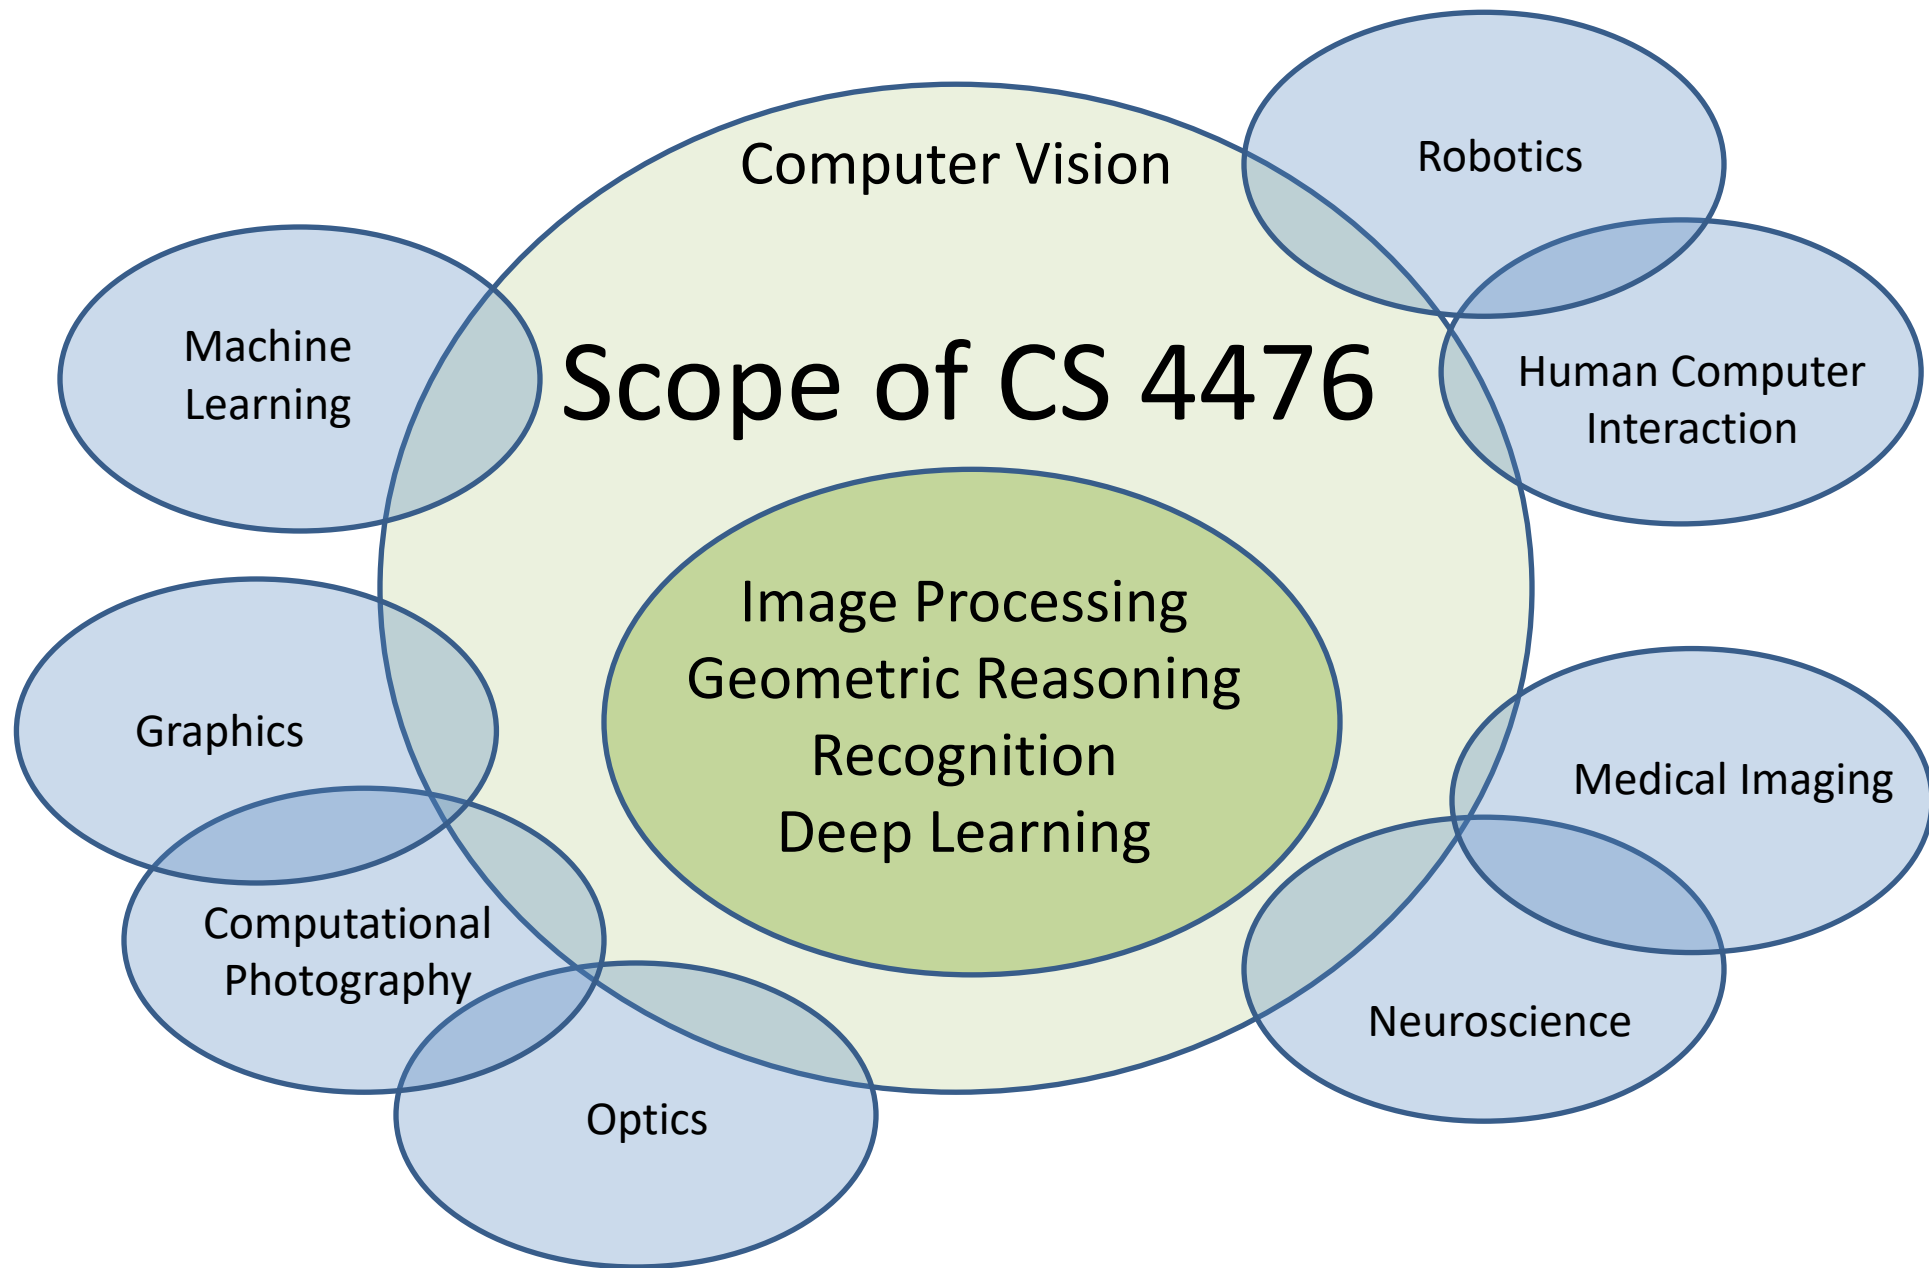 Computer Vision
Robotics
Machine
Learning
Scope of CS 4476
Human Computer
Interaction
Image Processing
Geometric Reasoning
Recognition
Deep Learning
Graphics
Medical Imaging
Computational
Photography
Neuroscience
Optics